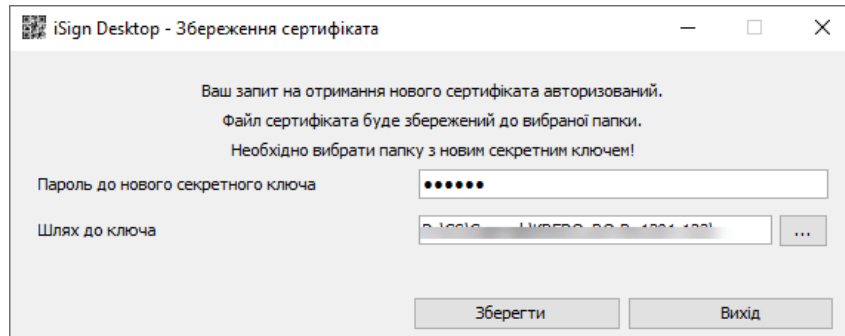 iSign Desktop - Збереження сертифіката
Ваш запит на отримання нового сертифіката авторизований.
Файл сертифіката буде збережений до вибраної папки.
Необхідно вибрати папку з новим секретним ключем!
Пароль до нового секретного ключа ●●●●●●
Шлях до ключа ...
Зберегти Вихід